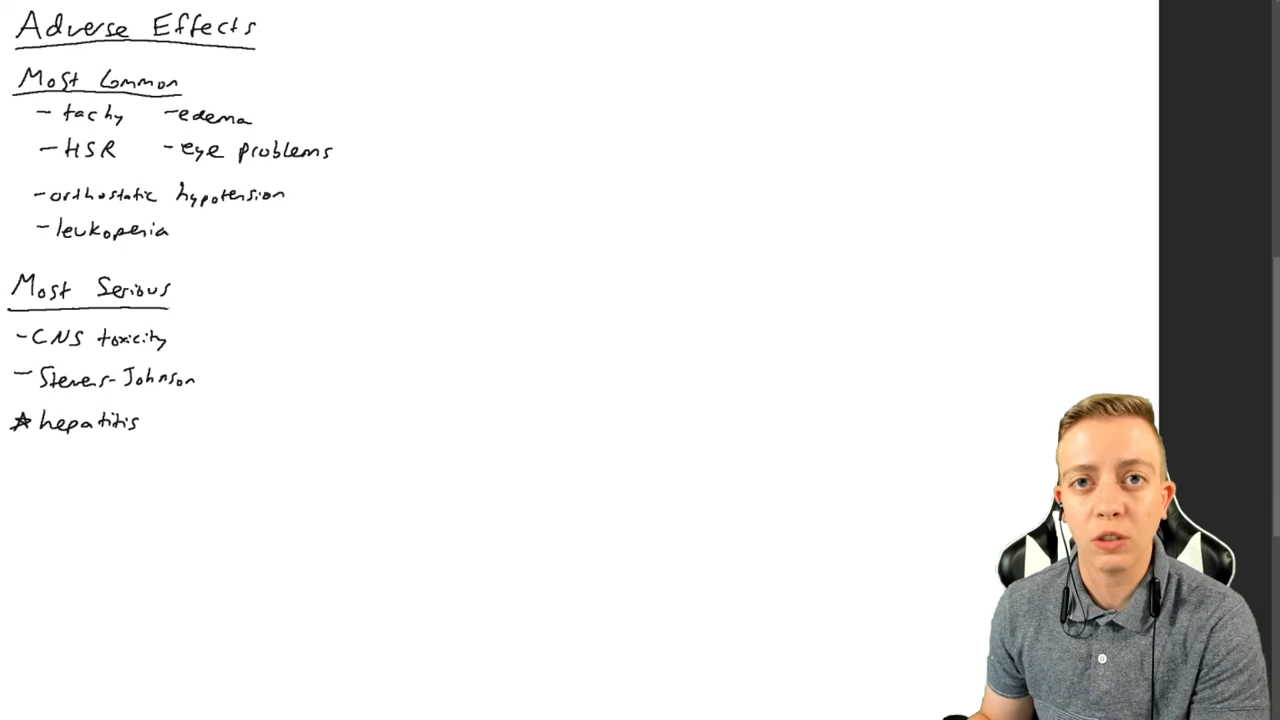 Adverse Effects
Most Common
- tachy - edema
- HSR - eye problems
- orthostatic hypotension
- leukopenia
Most Serious
- CNS toxicity
- Stevens-Johnson
☆ hepatitis